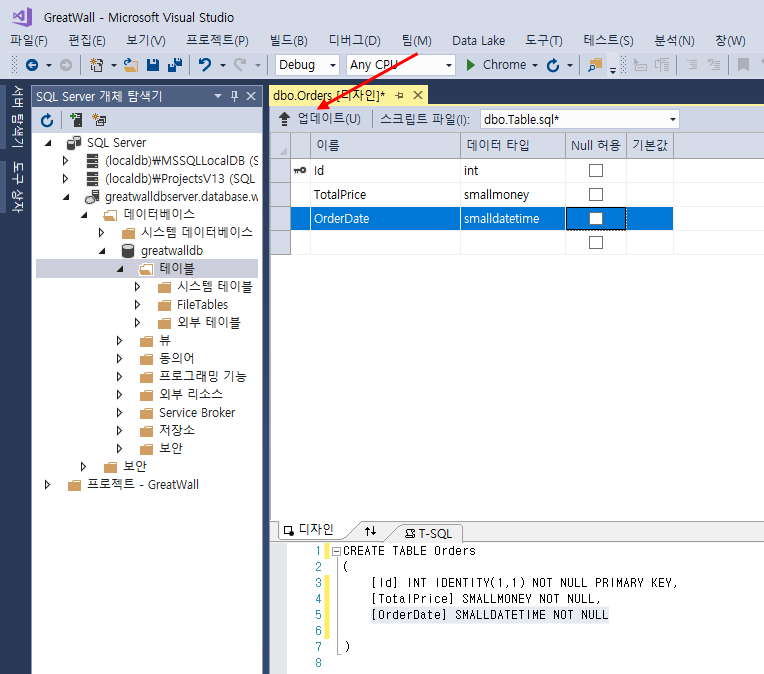 GreatWall - Microsoft Visual Studio
파일(F) 편집(E) 보기(V) 프로젝트(P) 빌드(B) 디버그(D) 팀(M) Data Lake 도구(T) 테스트(S) 분석(N) 창(W)
Debug Any CPU Chrome
서버 탐색기
도구 상자
SQL Server 개체 탐색기
SQL Server
(localdb)\MSSQLLocalDB (S
(localdb)\ProjectsV13 (SQL
greatwalldbserver.database.w
데이터베이스
시스템 데이터베이스
greatwalldb
테이블
시스템 테이블
FileTables
외부 테이블
뷰
동의어
프로그래밍 기능
외부 리소스
Service Broker
저장소
보안
보안
프로젝트 - GreatWall
dbo.Orders [디자인]*
업데이트(U) 스크립트 파일(I): dbo.Table.sql*
이름 데이터 타입 Null 허용 기본값
Id int
TotalPrice smallmoney
OrderDate smalldatetime
디자인 T-SQL
1 CREATE TABLE Orders
2 (
3 [Id] INT IDENTITY(1,1) NOT NULL PRIMARY KEY,
4 [TotalPrice] SMALLMONEY NOT NULL,
5 [OrderDate] SMALLDATETIME NOT NULL
6
7 )
8